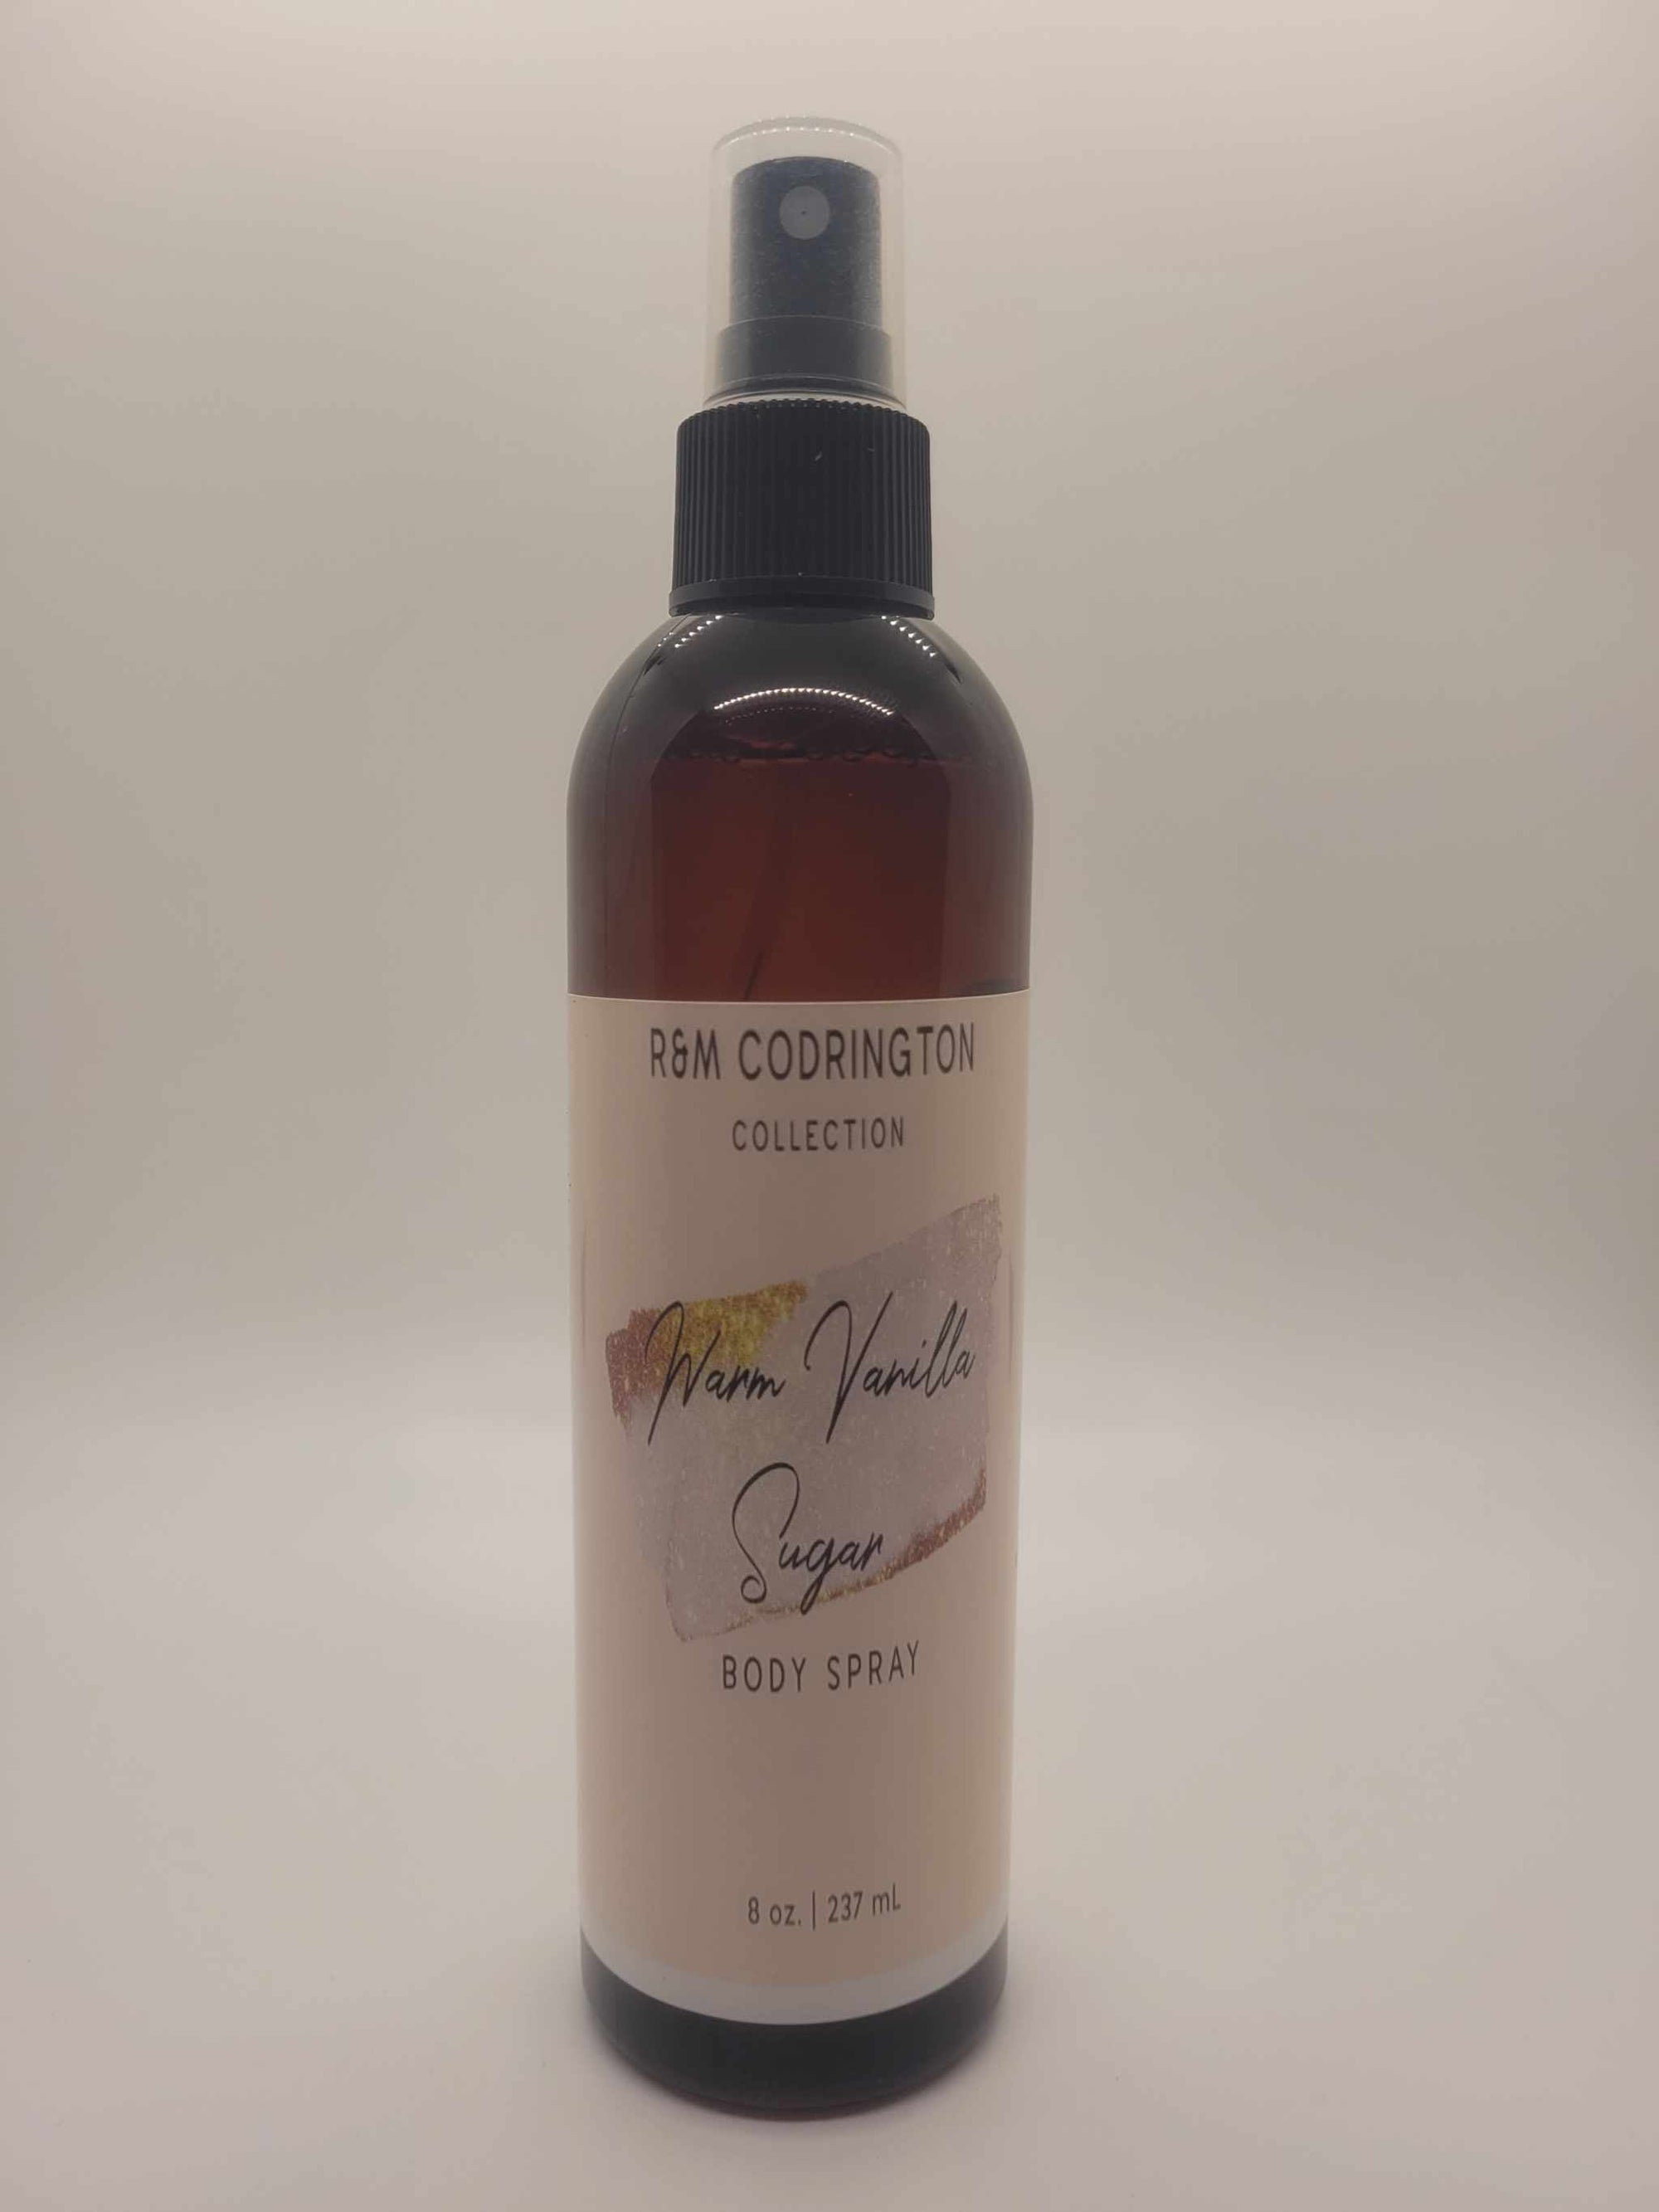 R&M CODRINGTON
COLLECTION
Warm Vanilla
Sugar
BODY SPRAY
8 oz. | 237 mL